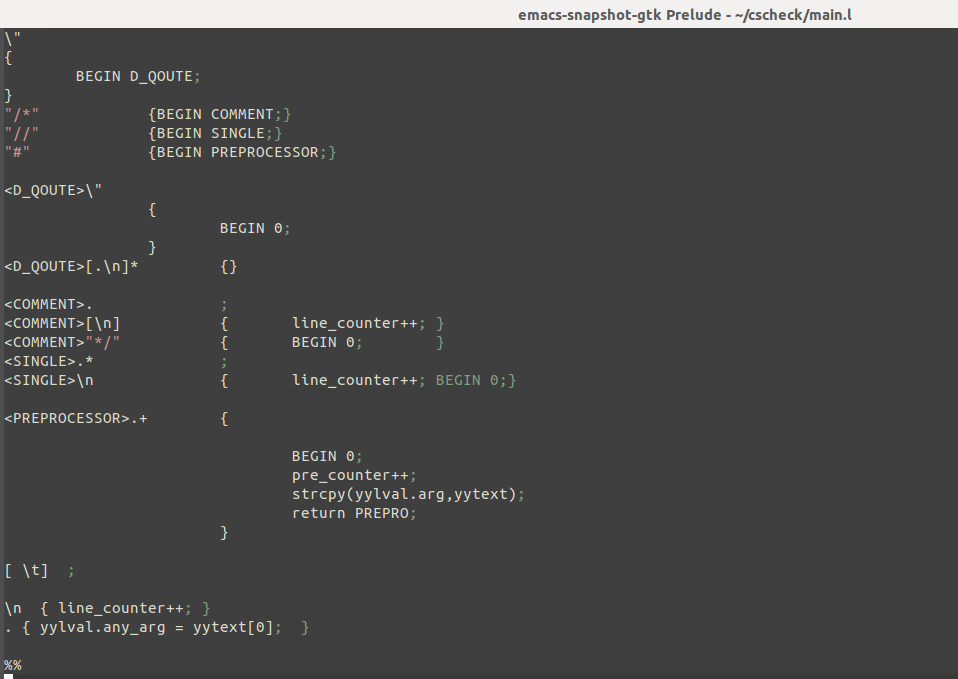 emacs-snapshot-gtk Prelude - ~/cscheck/main.l
\"
{
        BEGIN D_QOUTE;
}
"/*"            {BEGIN COMMENT;}
"//"            {BEGIN SINGLE;}
"#"             {BEGIN PREPROCESSOR;}
<D_QOUTE>\"
                {
                        BEGIN 0;
                }
<D_QOUTE>[.\n]*         {}
<COMMENT>.              ;
<COMMENT>[\n]           {       line_counter++; }
<COMMENT>"*/"           {       BEGIN 0;        }
<SINGLE>.*              ;
<SINGLE>\n              {       line_counter++; BEGIN 0;}
<PREPROCESSOR>.+        {
                                BEGIN 0;
                                pre_counter++;
                                strcpy(yylval.arg,yytext);
                                return PREPRO;
                        }
[ \t]  ;
\n  { line_counter++; }
. { yylval.any_arg = yytext[0];  }
%%